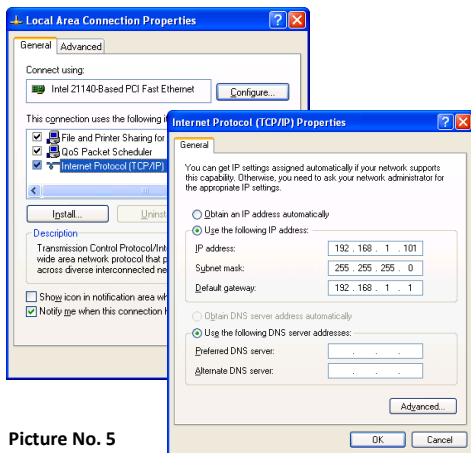 Local Area Connection Properties
General Advanced
Connect using:
Intel 21140-Based PCI Fast Ethernet Configure...
This connection uses the following
File and Printer Sharing for
QoS Packet Scheduler
Internet Protocol (TCP/IP)
Install...
Description
Transmission Control
wide area network protocol that
across diverse interconnected
Show icon in notification area
Notify me when this connection
Internet Protocol (TCP/IP) Properties
General
You can get IP settings assigned automatically if your network supports
this capability. Otherwise, you need to ask your network administrator for
the appropriate IP settings.
Obtain an IP address automatically
Use the following IP address:
IP address: 192 . 168 . 1 . 101
Subnet mask: 255 . 255 . 255 . 0
Default gateway: 192 . 168 . 1 . 1
Obtain DNS server address automatically
Use the following DNS server addresses:
Preferred DNS server: . . .
Alternate DNS server: . . .
Advanced...
OK Cancel
Picture No. 5